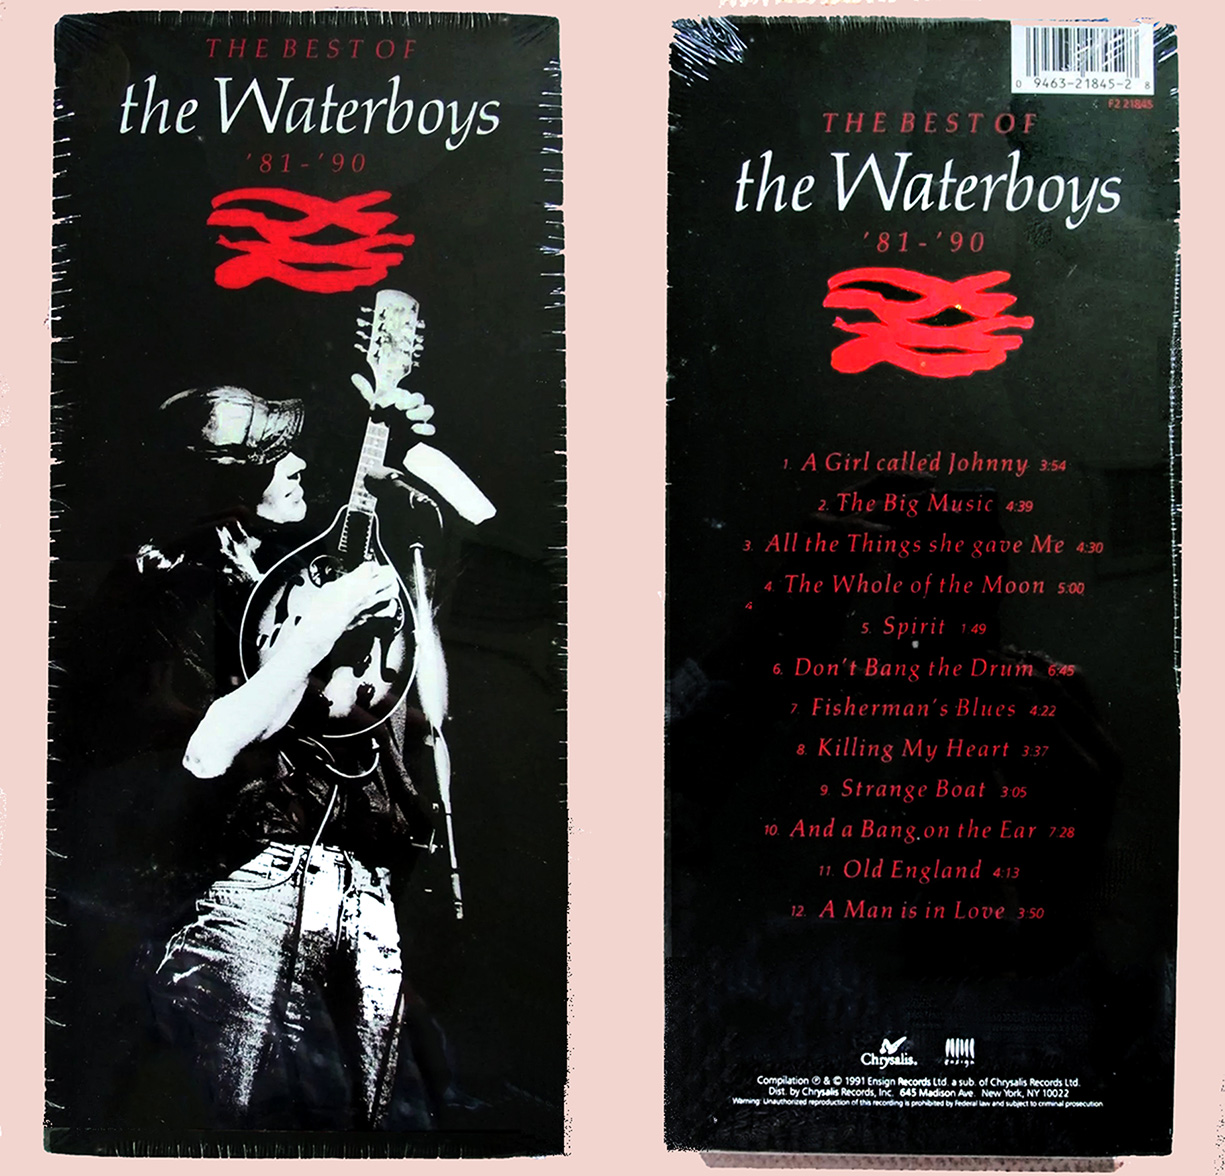 THE BEST OF
the Waterboys
'81-'90
0 9463-21845-2 8
F2 21845
THE BEST OF
the Waterboys
'81-'90
1. A Girl called Johnny 3:54
2. The Big Music 4:39
3. All the Things she gave Me 4:30
4. The Whole of the Moon 5:00
4
5. Spirit 1:49
6. Don't Bang the Drum 6:45
7. Fisherman's Blues 4:22
8. Killing My Heart 3:37
9. Strange Boat 3:05
10. And a Bang on the Ear 7:28
11. Old England 4:13
12. A Man is in Love 3:50
Chrysalis.
ensign
Compilation ℗ & © 1991 Ensign Records Ltd. a sub. of Chrysalis Records Ltd.
Dist. by Chrysalis Records, Inc. 645 Madison Ave. New York, NY 10022
Warning: Unauthorized reproduction of this recording is prohibited by Federal law and subject to criminal prosecution